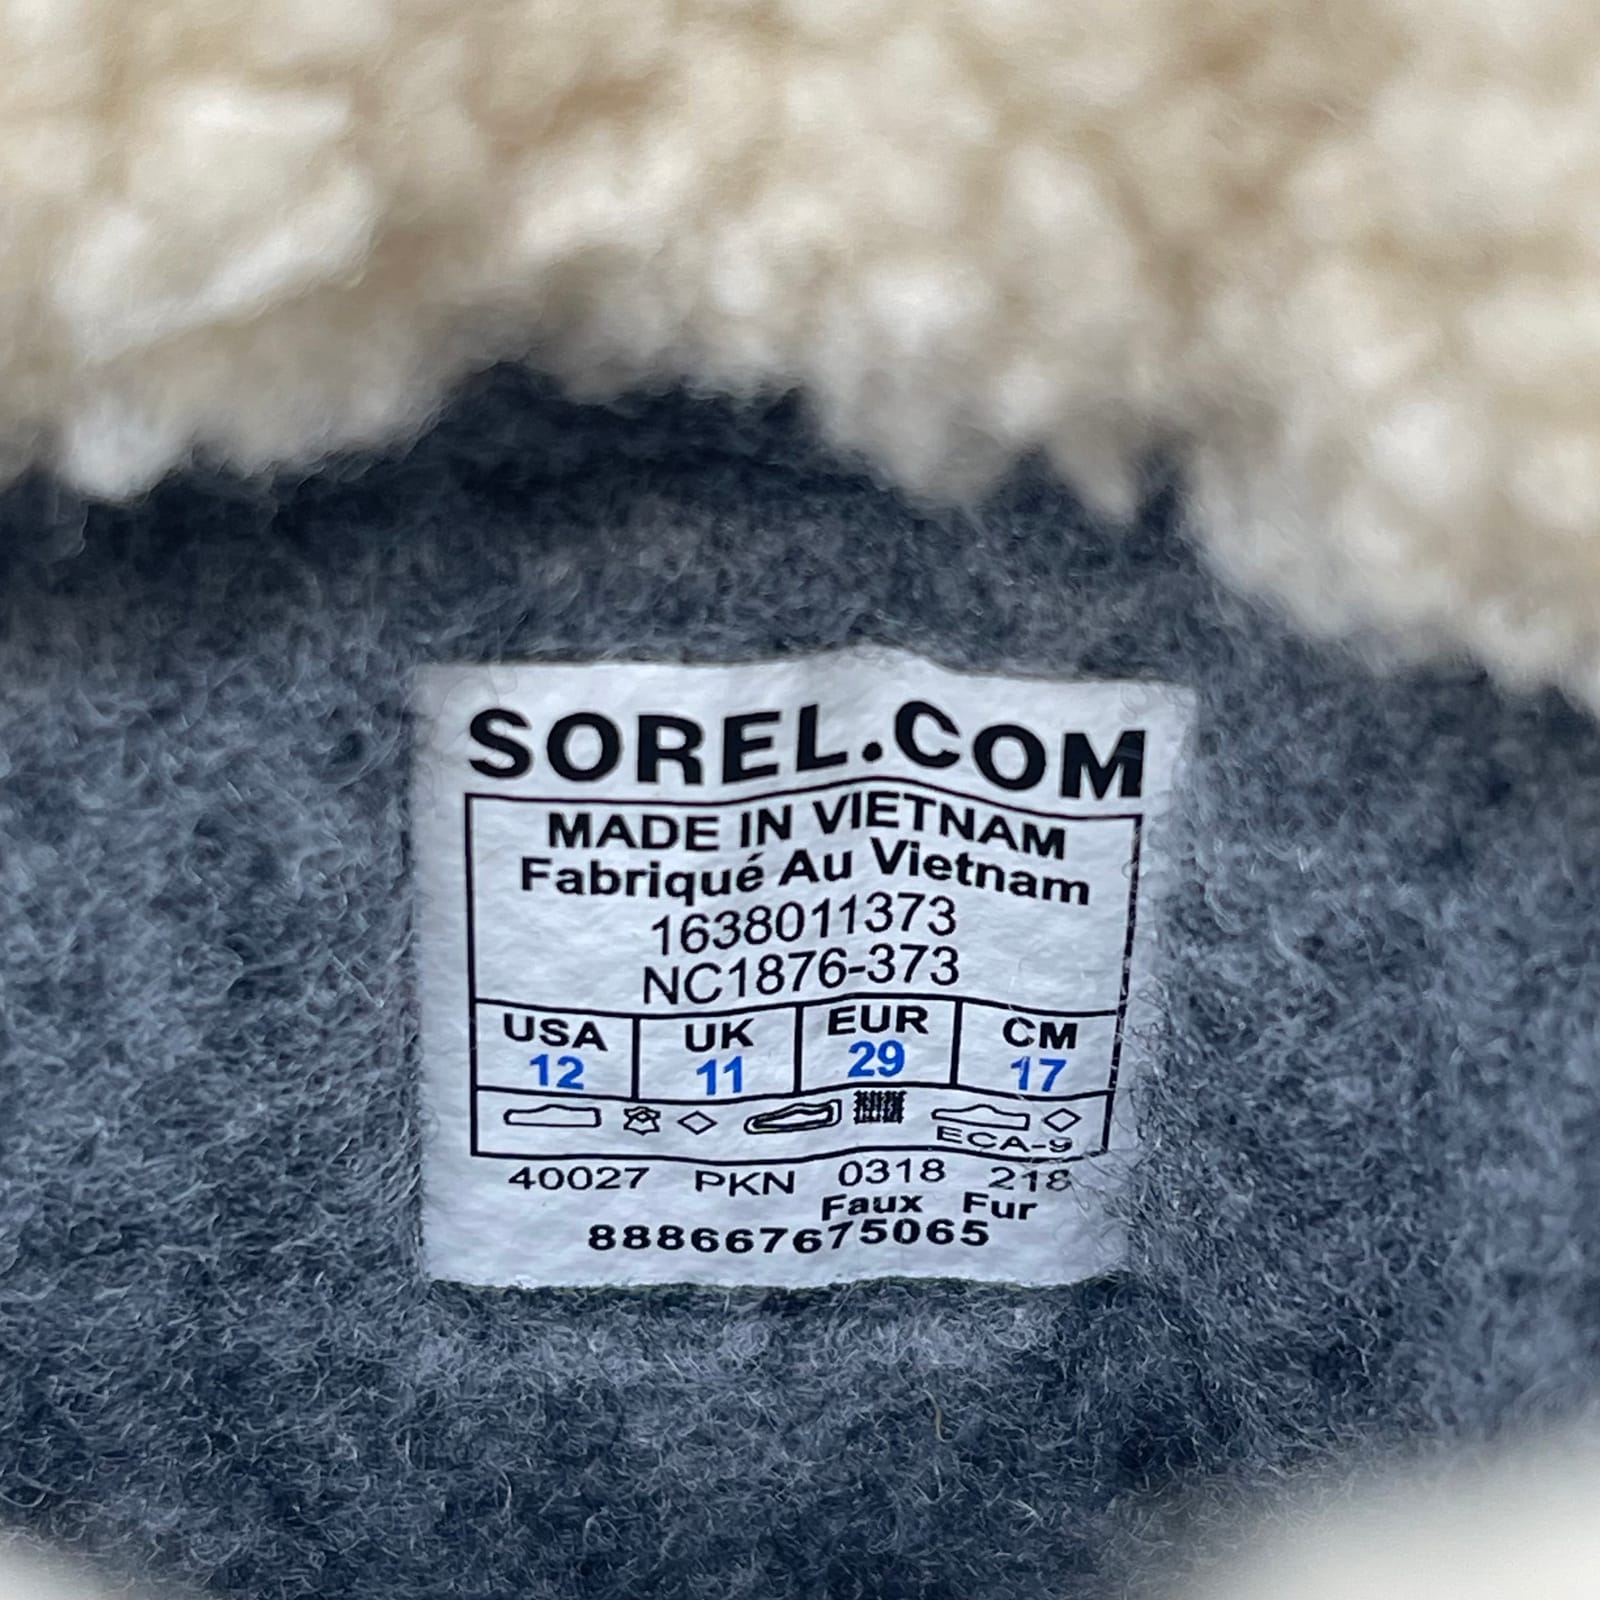 SOREL.COM
MADE IN VIETNAM
Fabriqué Au Vietnam
1638011373
NC1876-373
USA UK EUR CM
12 11 29 17
ECA-9
40027 PKN 0318 218
Faux Fur
888667675065